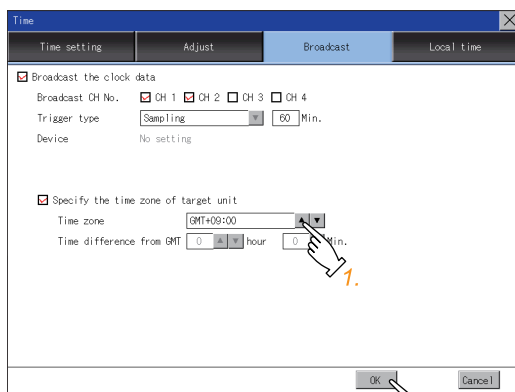 Time
Time setting Adjust Broadcast Local time
Broadcast the clock data
Broadcast CH No. CH 1 CH 2 CH 3 CH 4
Trigger type Sampling 60 Min.
Device No setting
Specify the time zone of target unit
Time zone GMT+09:00
Time difference from GMT 0 hour 0 Min.
1.
OK Cancel